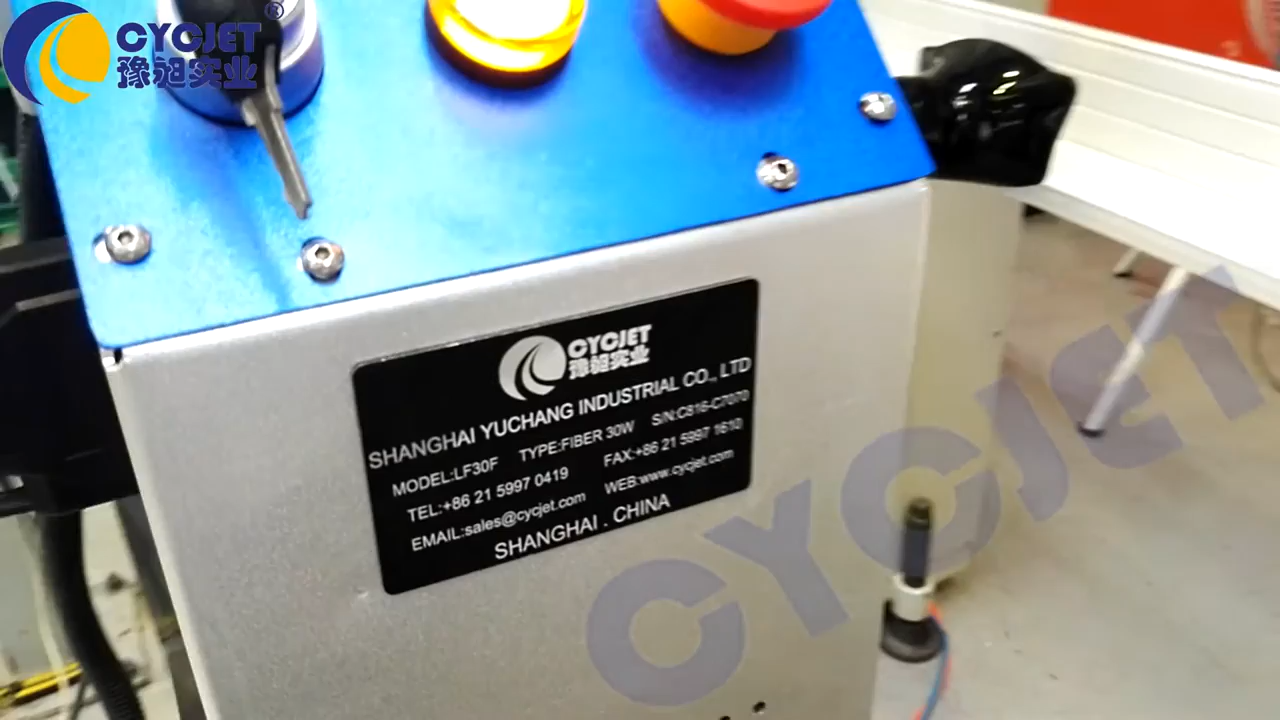 CYCJET®
豫昶实业
CYCJET
豫昶实业
SHANGHAI YUCHANG INDUSTRIAL CO., LTD
MODEL:LF30F TYPE:FIBER 30W S/N:C816-C7070
TEL:+86 21 5997 0419 FAX:+86 21 5997 1610
EMAIL:sales@cycjet.com WEB:www.cycjet.com
SHANGHAI . CHINA
CYCJET